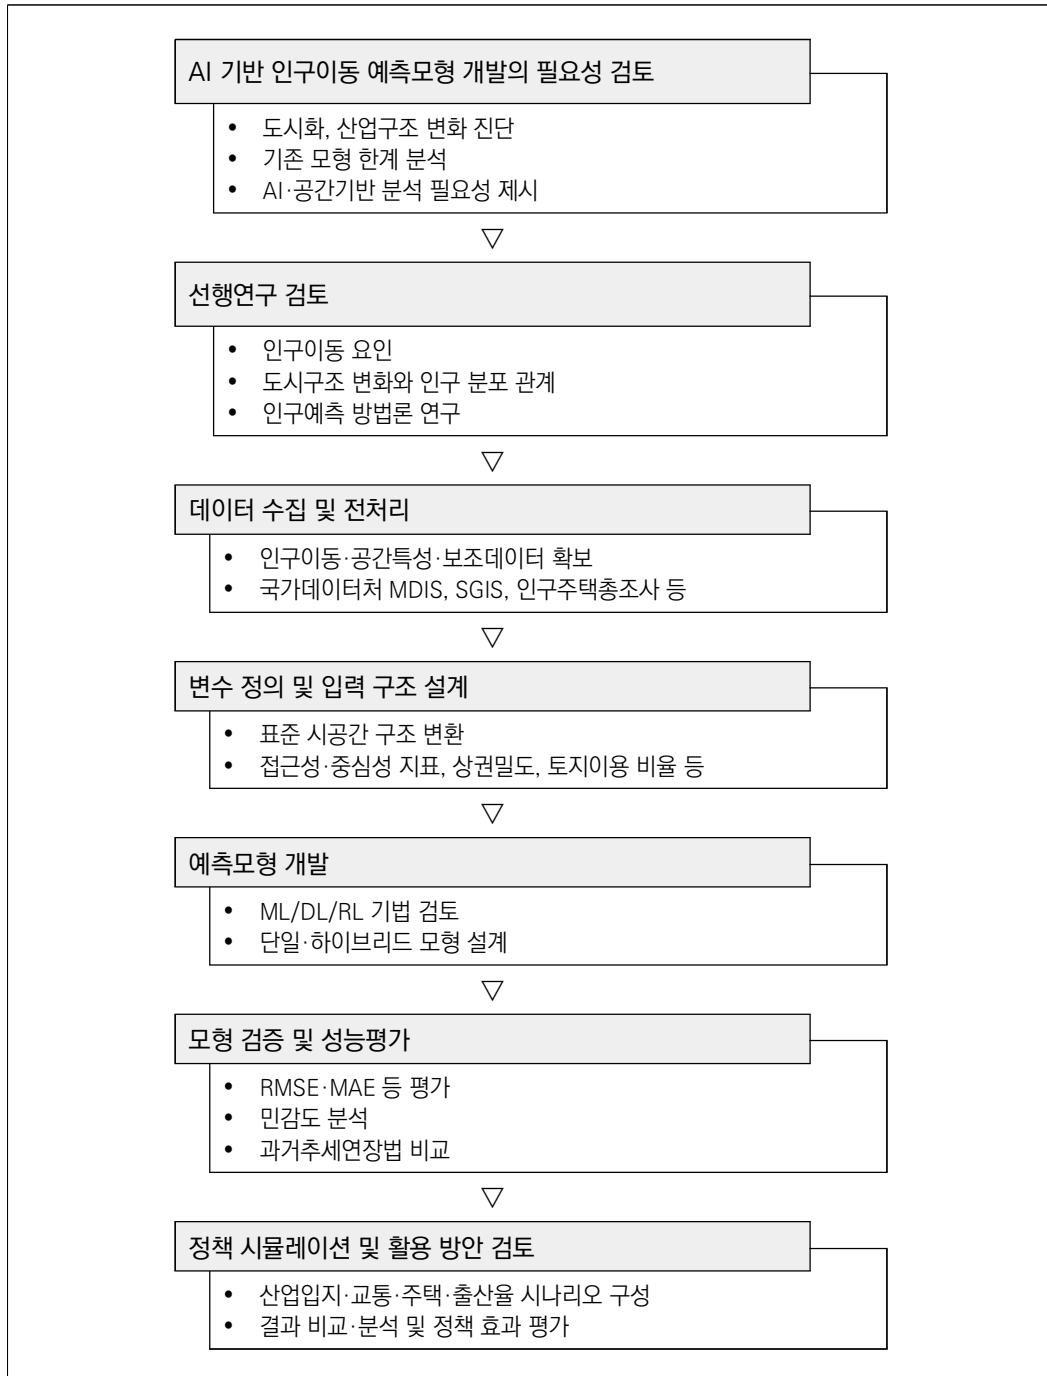 AI 기반 인구이동 예측모형 개발의 필요성 검토
• 도시화, 산업구조 변화 진단
• 기존 모형 한계 분석
• AI·공간기반 분석 필요성 제시
▽
선행연구 검토
• 인구이동 요인
• 도시구조 변화와 인구 분포 관계
• 인구예측 방법론 연구
▽
데이터 수집 및 전처리
• 인구이동·공간특성·보조데이터 확보
• 국가데이터처 MDIS, SGIS, 인구주택총조사 등
▽
변수 정의 및 입력 구조 설계
• 표준 시공간 구조 변환
• 접근성·중심성 지표, 상권밀도, 토지이용 비율 등
▽
예측모형 개발
• ML/DL/RL 기법 검토
• 단일·하이브리드 모형 설계
▽
모형 검증 및 성능평가
• RMSE·MAE 등 평가
• 민감도 분석
• 과거추세연장법 비교
▽
정책 시뮬레이션 및 활용 방안 검토
• 산업입지·교통·주택·출산율 시나리오 구성
• 결과 비교·분석 및 정책 효과 평가